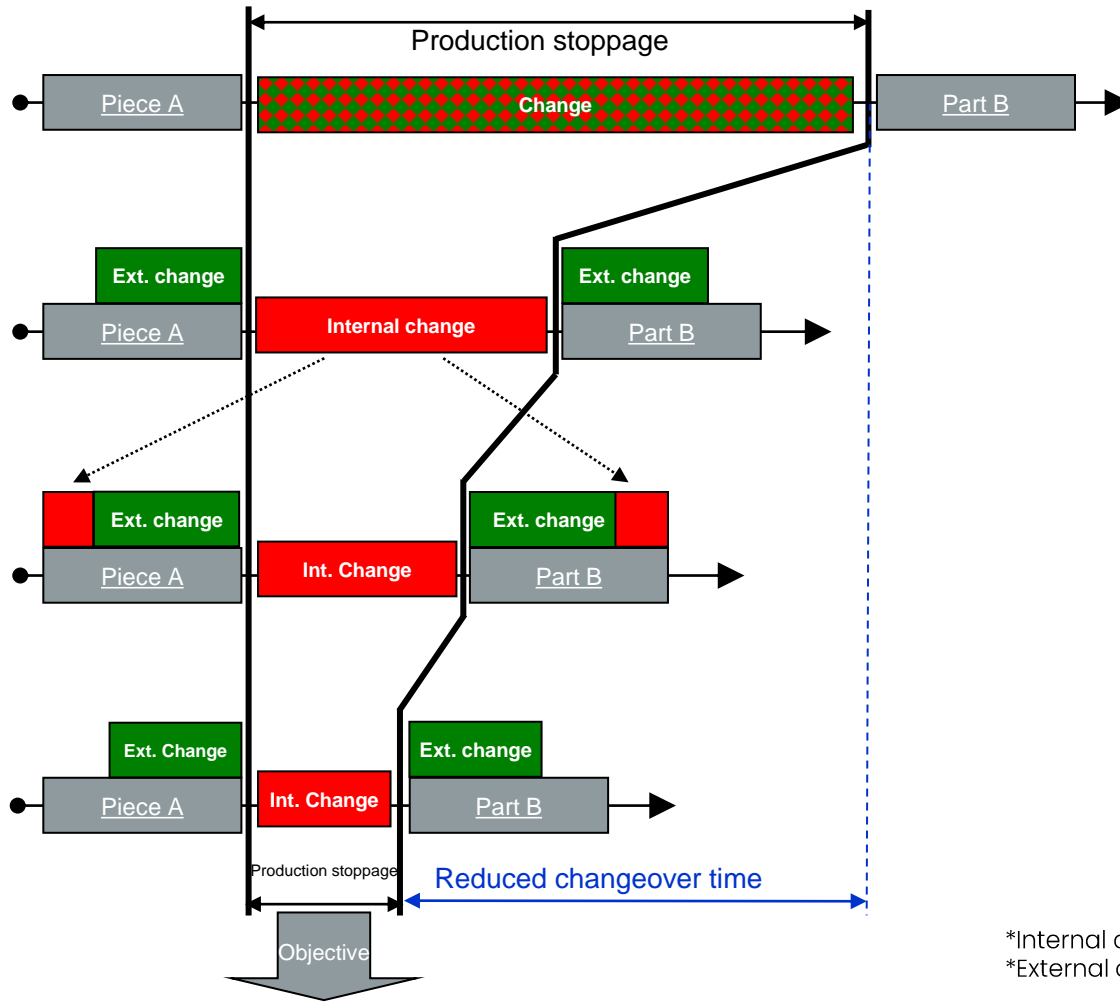 Production stoppage
Piece A
Change
Part B
Ext. change
Ext. change
Piece A
Internal change
Part B
Ext. change
Ext. change
Piece A
Int. Change
Part B
Ext. Change
Ext. change
Piece A
Int. Change
Part B
Production stoppage
Reduced changeover time
Objective
*Internal
*External